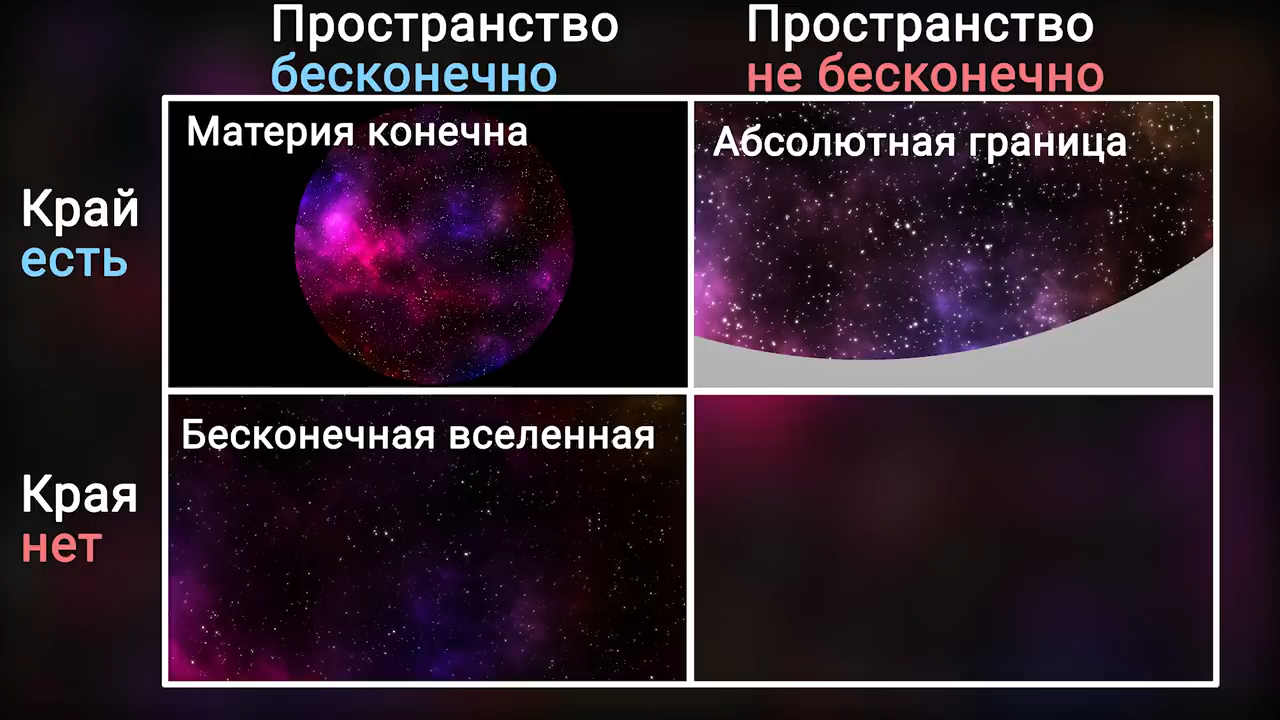 Пространство
бесконечно
Пространство
не бесконечно
Край
есть
Материя конечна
Абсолютная граница
Края
нет
Бесконечная вселенная